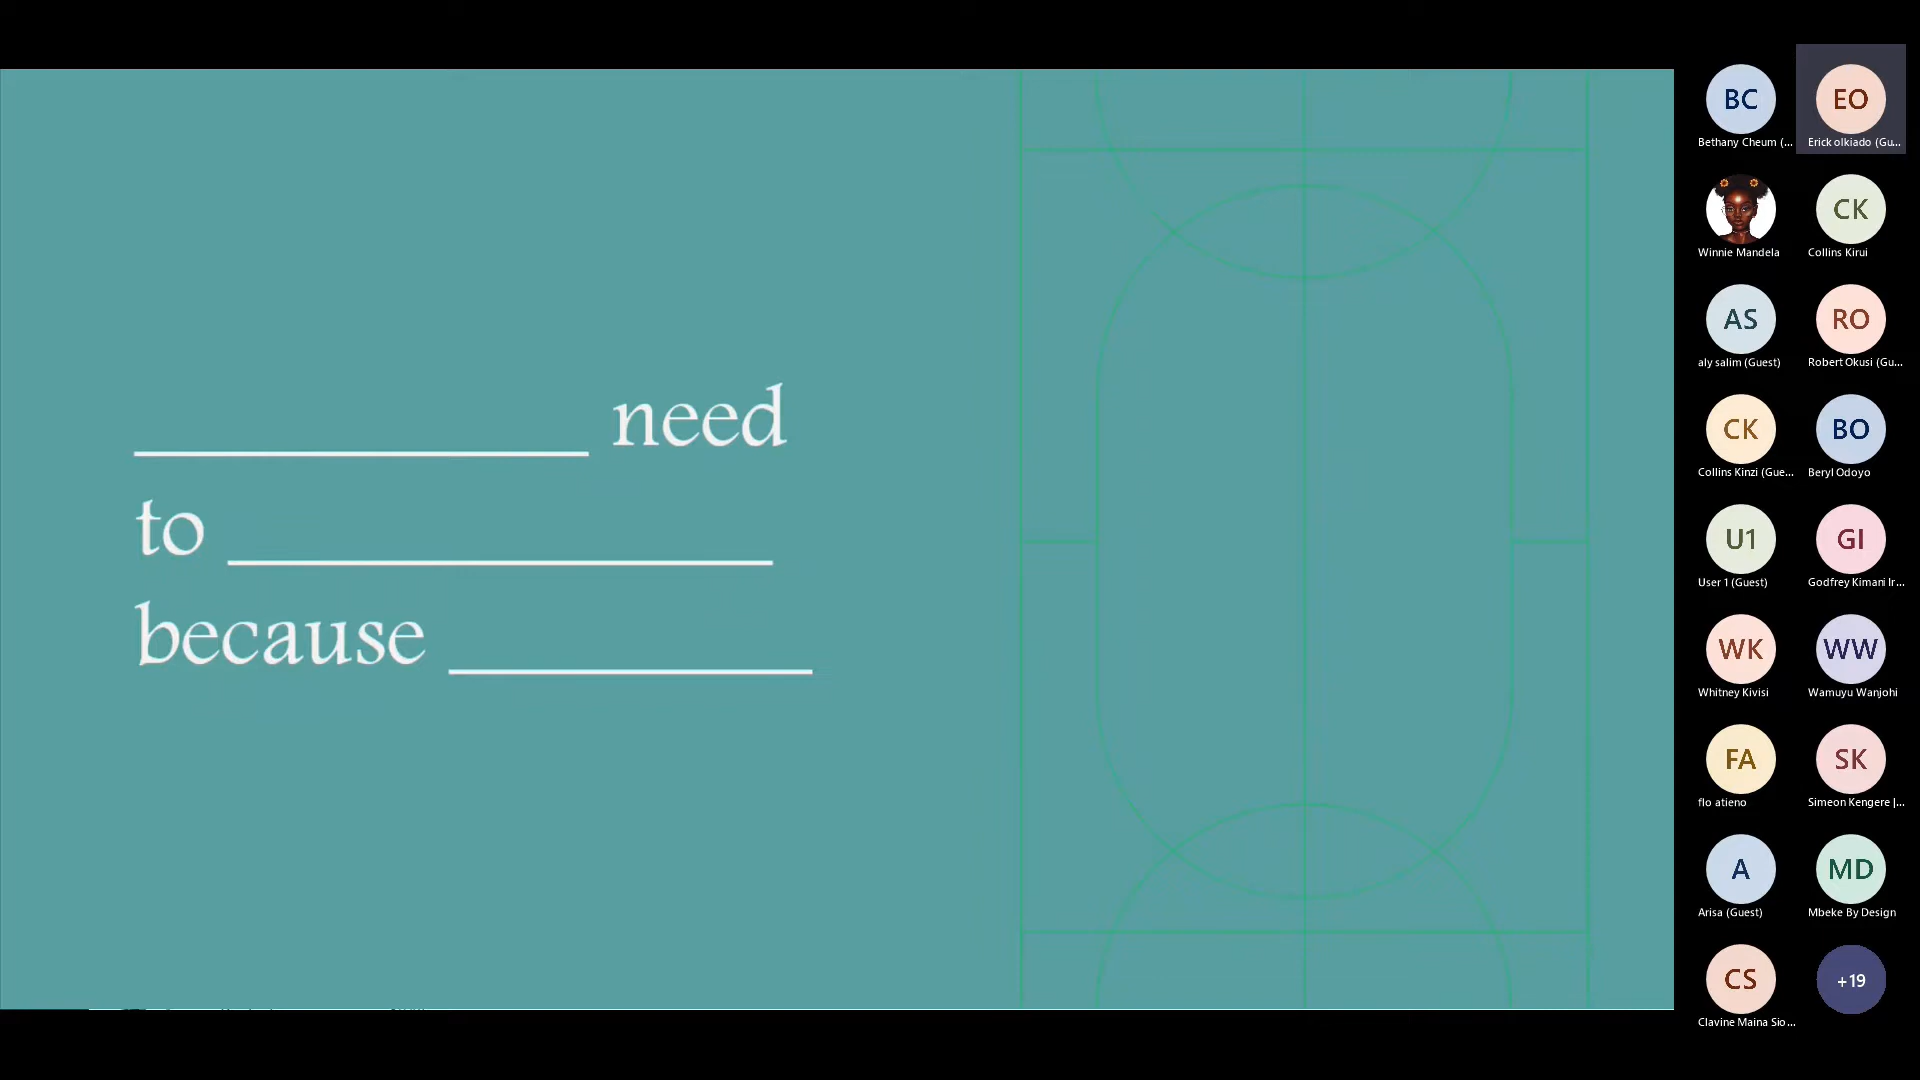 ____________ need
to ______________
because _________
BC
Bethany Cheum (...
EO
Erick olkiado (Gu...
Winnie Mandela
CK
Collins Kirui
AS
aly salim (Guest)
RO
Robert Okusi (Gu...
CK
Collins Kinzi (Gue...
BO
Beryl Odoyo
U1
User 1 (Guest)
GI
Godfrey Kimani Ir...
WK
Whitney Kivisi
WW
Wamuyu Wanjohi
FA
flo atieno
SK
Simeon Kengere |...
A
Arisa (Guest)
MD
Mbeke By Design
CS
Clavine Maina Sio...
+19